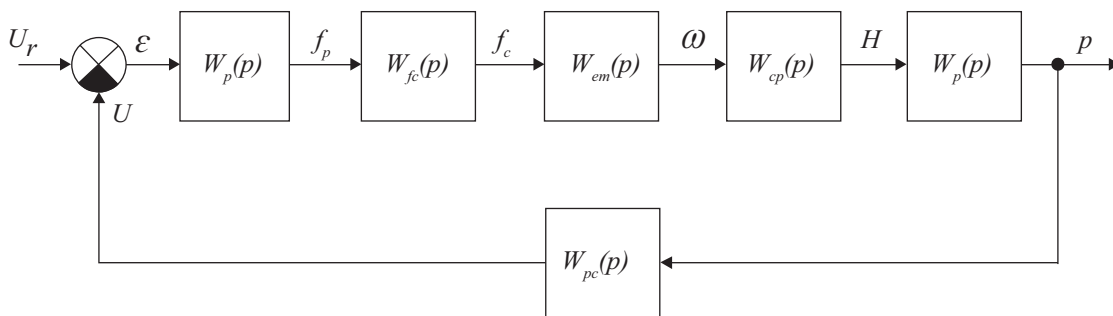 U_r
ε
W_p(p)
f_p
W_fc(p)
f_c
W_em(p)
ω
W_cp(p)
H
W_p(p)
p
U
W_pc(p)